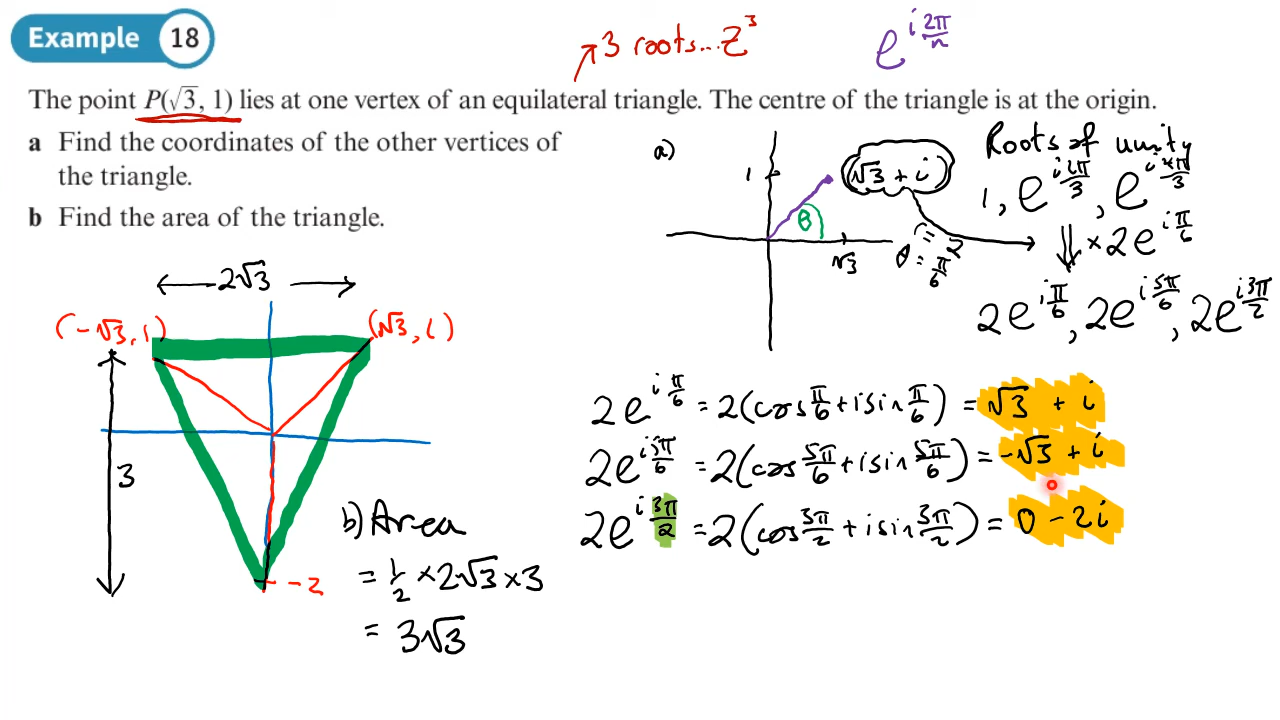 Example 18
3 roots... z³
e^(i 2π/n)
The point P(√3, 1) lies at one vertex of an equilateral triangle. The centre of the triangle is at the origin.
a Find the coordinates of the other vertices of
the triangle.
b Find the area of the triangle.
a)
1
√3 + i
θ
√3
r = 2
θ = π/6
Roots of unity
1, e^(i 2π/3), e^(i 4π/3)
⇓ × 2e^(i π/6)
2e^(i π/6), 2e^(i 5π/6), 2e^(i 3π/2)
2√3
(-√3, 1)
(√3, 1)
3
-2
2e^(i π/6) = 2(cos π/6 + i sin π/6) = √3 + i
2e^(i 5π/6) = 2(cos 5π/6 + i sin 5π/6) = -√3 + i
2e^(i 3π/2) = 2(cos 3π/2 + i sin 3π/2) = 0 - 2i
b) Area
= 1/2 × 2√3 × 3
= 3√3